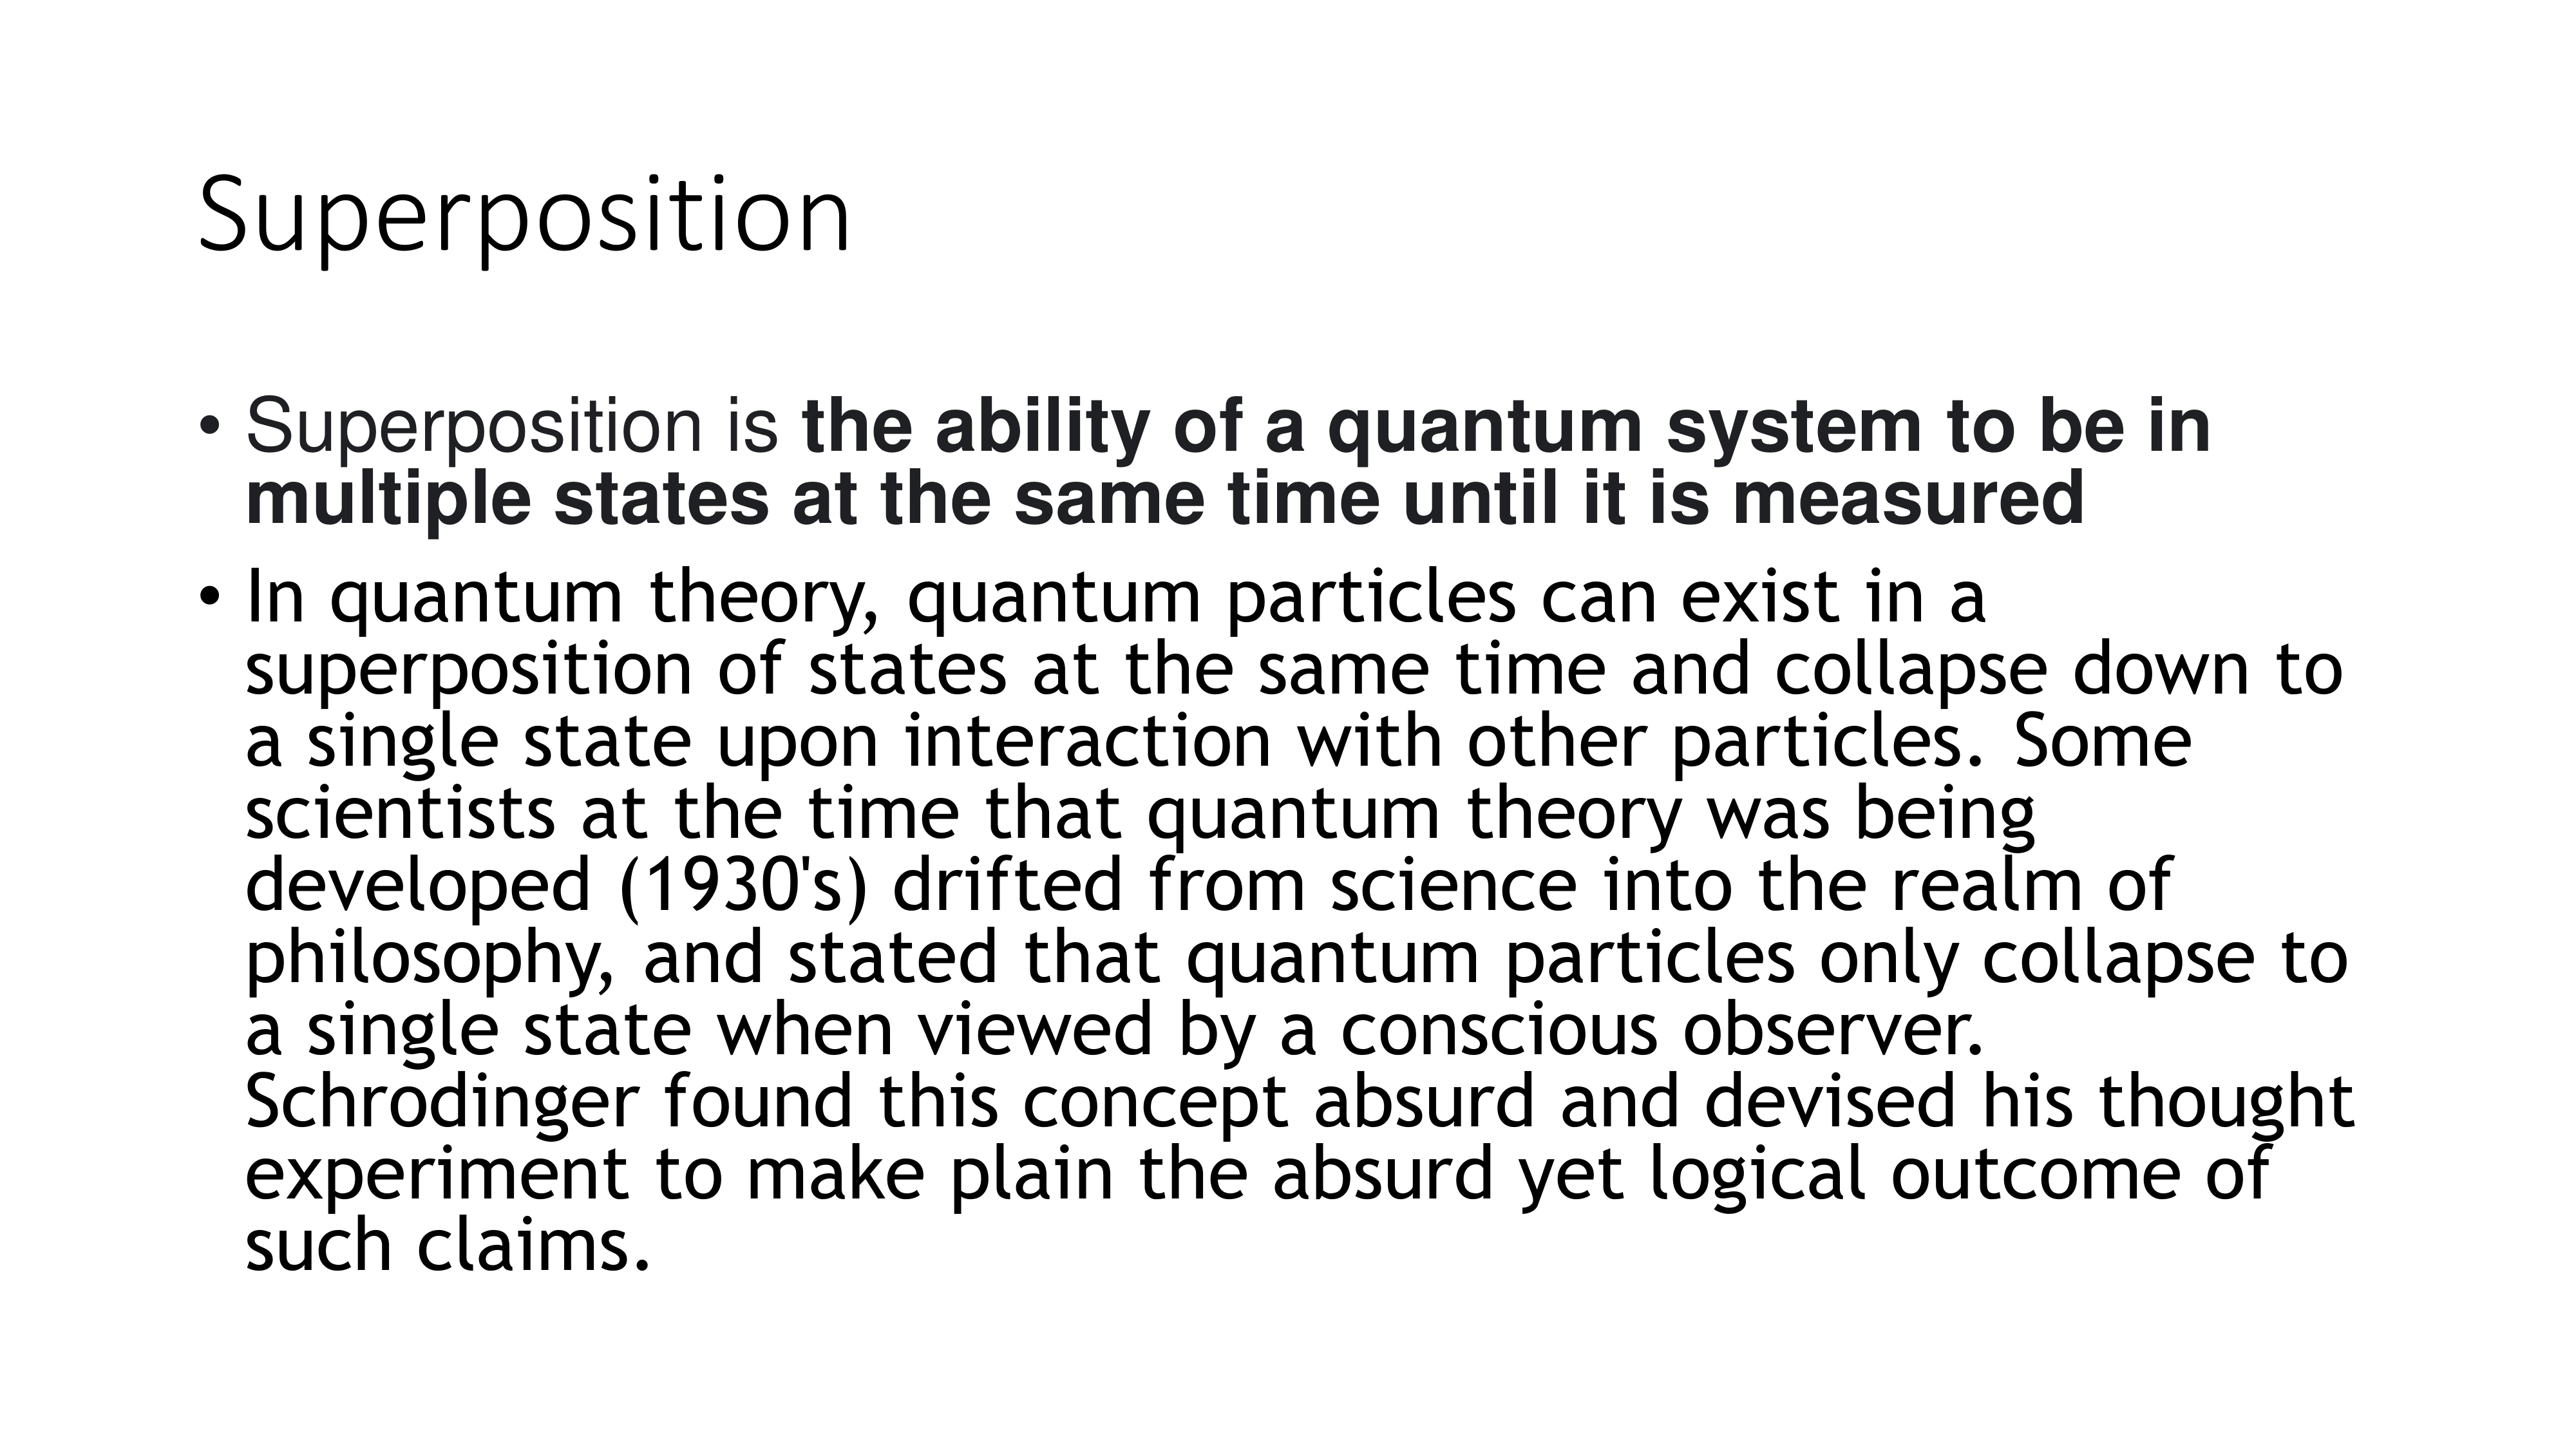 Superposition
• Superposition is the ability of a quantum system to be in
multiple states at the same time until it is measured
• In quantum theory, quantum particles can exist in a
superposition of states at the same time and collapse down to
a single state upon interaction with other particles. Some
scientists at the time that quantum theory was being
developed (1930's) drifted from science into the realm of
philosophy, and stated that quantum particles only collapse to
a single state when viewed by a conscious observer.
Schrodinger found this concept absurd and devised his thought
experiment to make plain the absurd yet logical outcome of
such claims.